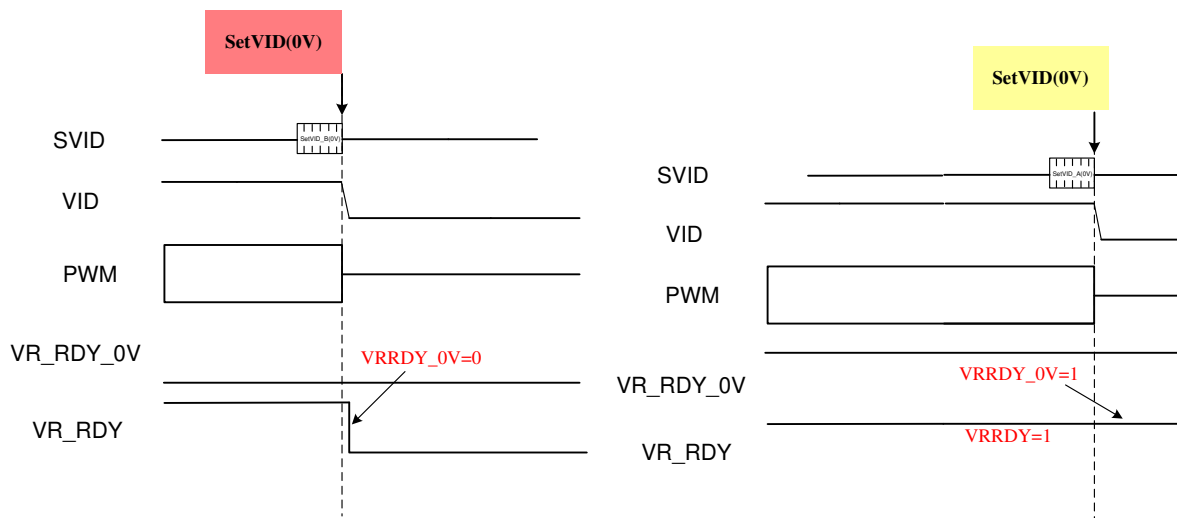 SetVID(0V)
SVID
SetVID_B(0V)
VID
PWM
VR_RDY_0V
VRRDY_0V=0
VR_RDY
SetVID(0V)
SVID
SetVID_A(0V)
VID
PWM
VR_RDY_0V
VRRDY_0V=1
VRRDY=1
VR_RDY